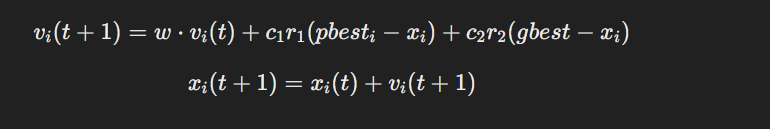 vᵢ(t + 1) = w · vᵢ(t) + c₁r₁(pbestᵢ − xᵢ) + c₂r₂(gbest − xᵢ)
xᵢ(t + 1) = xᵢ(t) + vᵢ(t + 1)